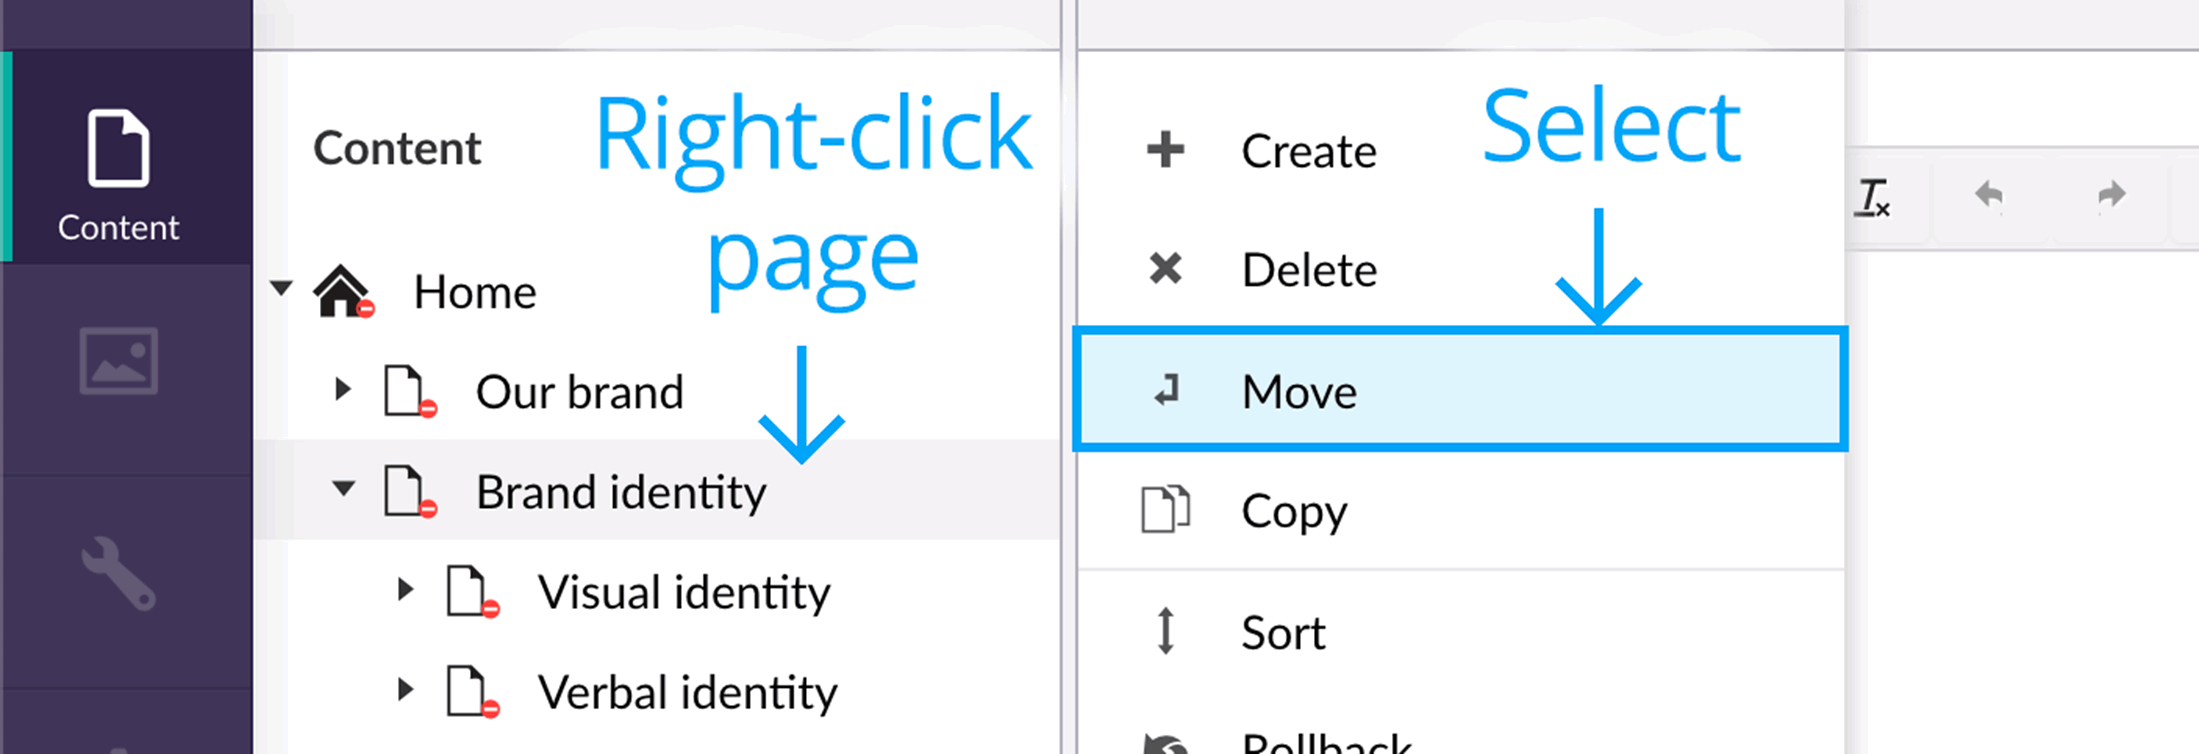 Content
Content
Right-click
page
Home
Our brand
Brand identity
Visual identity
Verbal identity
Select
Create
Delete
Move
Copy
Sort
Rollback